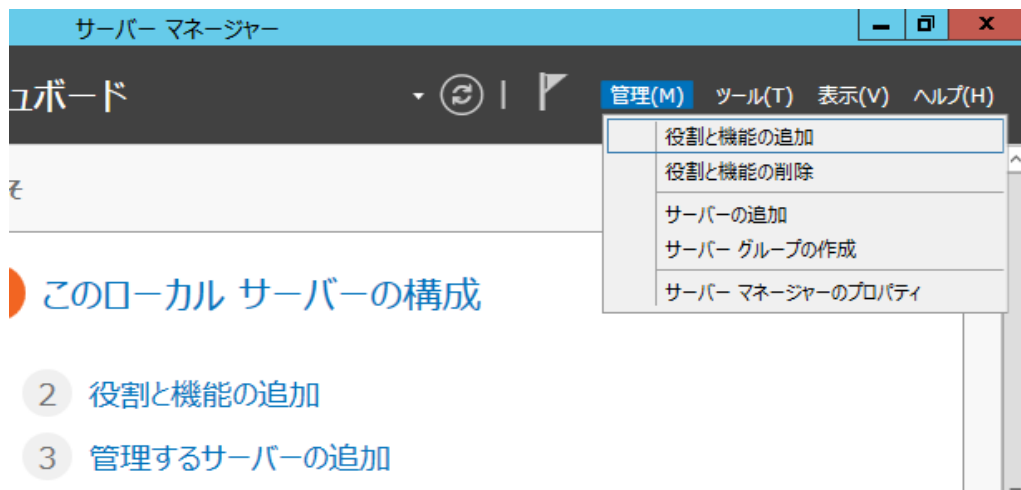 サーバー マネージャー
ュボード
管理(M) ツール(T) 表示(V) ヘルプ(H)
役割と機能の追加
役割と機能の削除
サーバーの追加
サーバー グループの作成
サーバー マネージャーのプロパティ
そ
このローカル サーバーの構成
2 役割と機能の追加
3 管理するサーバーの追加